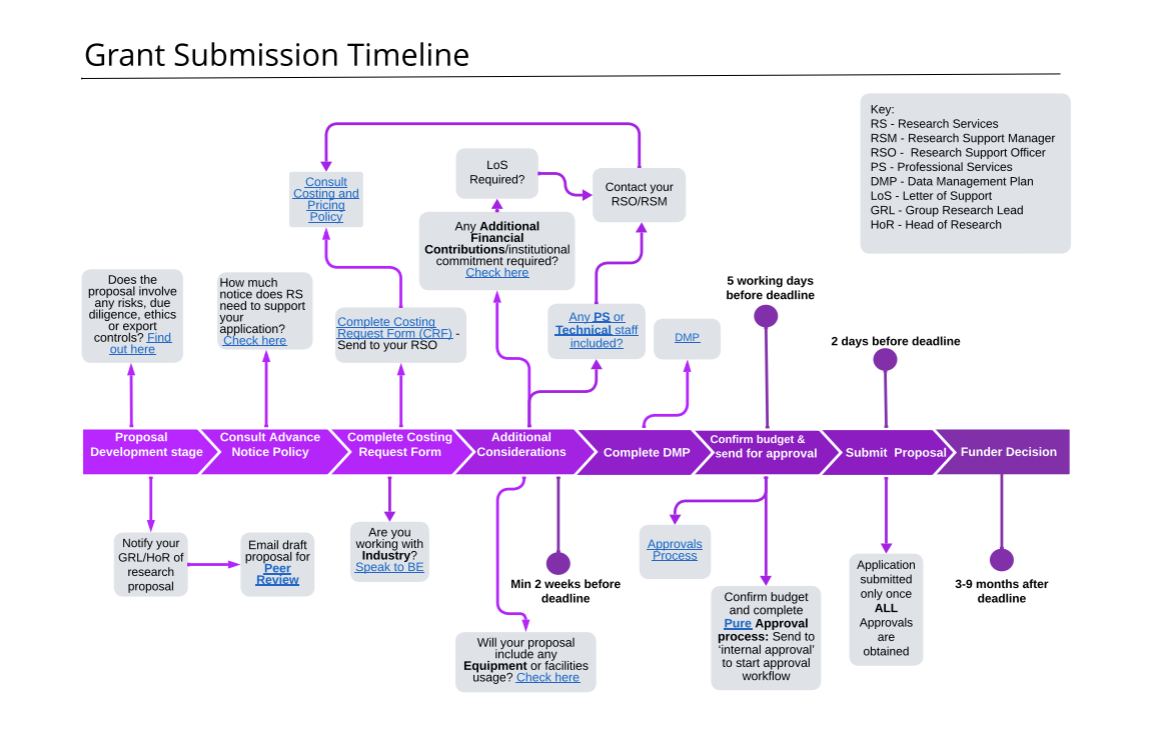 Grant Submission Timeline
Key:
RS - Research Services
RSM - Research Support Manager
RSO -  Research Support Officer
PS - Professional Services
DMP - Data Management Plan
LoS - Letter of Support
GRL - Group Research Lead
HoR - Head of Research
Consult
Costing and
Pricing
Policy
LoS
Required?
Contact your
RSO/RSM
Any Additional
Financial
Contributions/institutional
commitment required?
Check here
Does the
proposal involve
any risks, due
diligence, ethics
or export
controls? Find
out here
How much
notice does RS
need to support
your
application?
Check here
Complete Costing
Request Form (CRF) -
Send to your RSO
Any PS or
Technical staff
included?
DMP
5 working days
before deadline
2 days before deadline
Proposal
Development stage
Consult Advance
Notice Policy
Complete Costing
Request Form
Additional
Considerations
Complete DMP
Confirm budget &
send for approval
Submit  Proposal
Funder Decision
Notify your
GRL/HoR of
research
proposal
Email draft
proposal for
Peer
Review
Are you
working with
Industry?
Speak to BE
Min 2 weeks before
deadline
Will your proposal
include any
Equipment or facilities
usage? Check here
Approvals
Process
Confirm budget
and complete
Pure Approval
process: Send to
‘internal approval’
to start approval
workflow
Application
submitted
only once
ALL
Approvals
are
obtained
3-9 months after
deadline